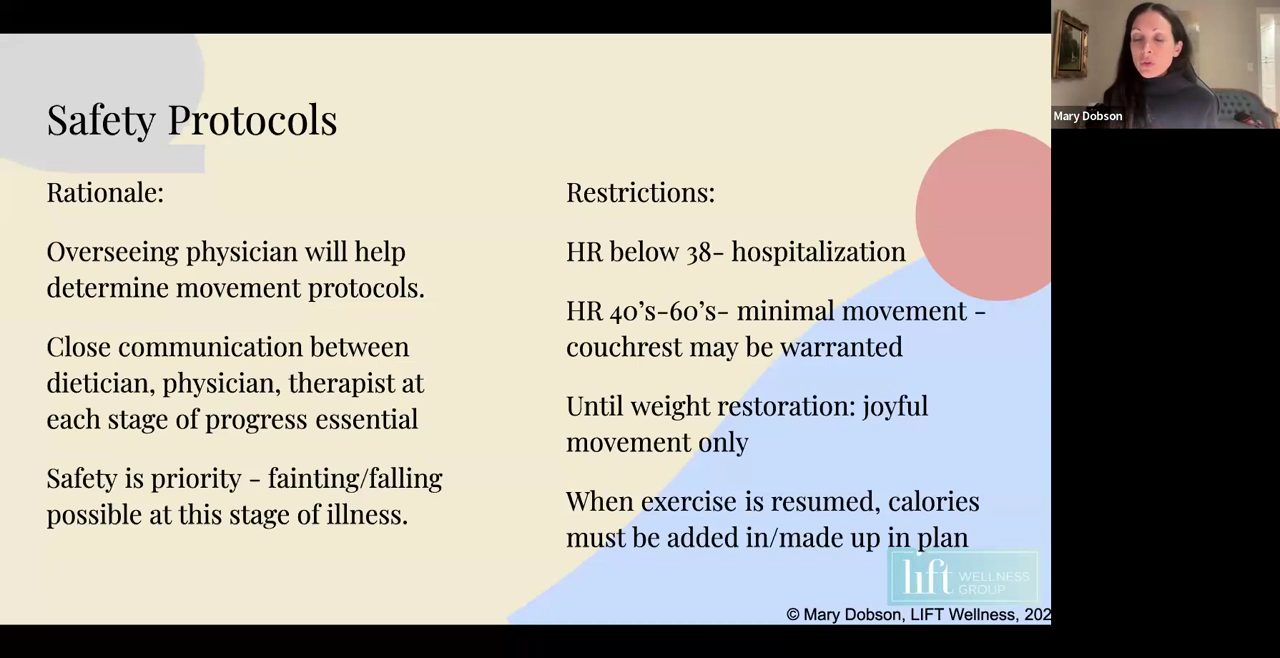 Safety Protocols
Rationale:
Overseeing physician will help
determine movement protocols.
Close communication between
dietician, physician, therapist at
each stage of progress essential
Safety is priority - fainting/falling
possible at this stage of illness.
Restrictions:
HR below 38- hospitalization
HR 40’s-60’s- minimal movement -
couchrest may be warranted
Until weight restoration: joyful
movement only
When exercise is resumed, calories
must be added in/made up in plan
lift WELLNESS
GROUP
© Mary Dobson, LIFT Wellness, 202
Mary Dobson